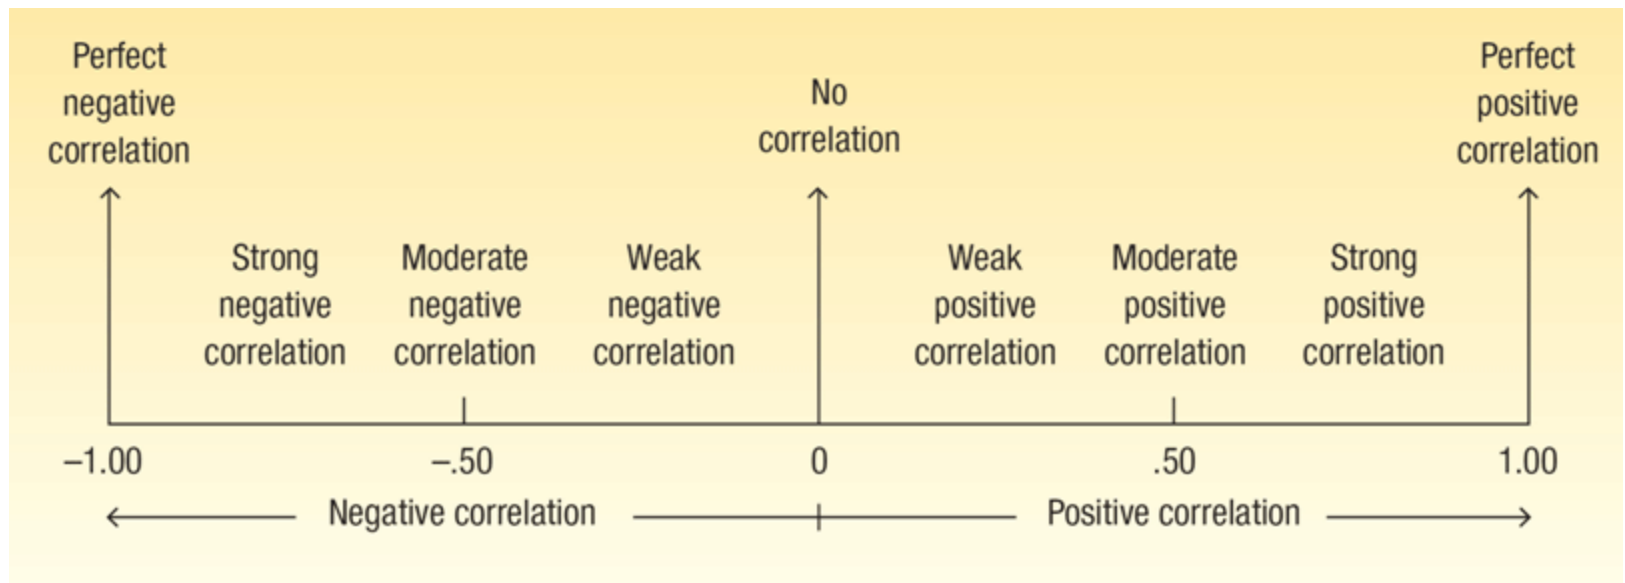 Perfect
negative
correlation
No
correlation
Perfect
positive
correlation
Strong
negative
correlation
Moderate
negative
correlation
Weak
negative
correlation
Weak
positive
correlation
Moderate
positive
correlation
Strong
positive
correlation
–1.00 –.50 0 .50 1.00
Negative correlation Positive correlation